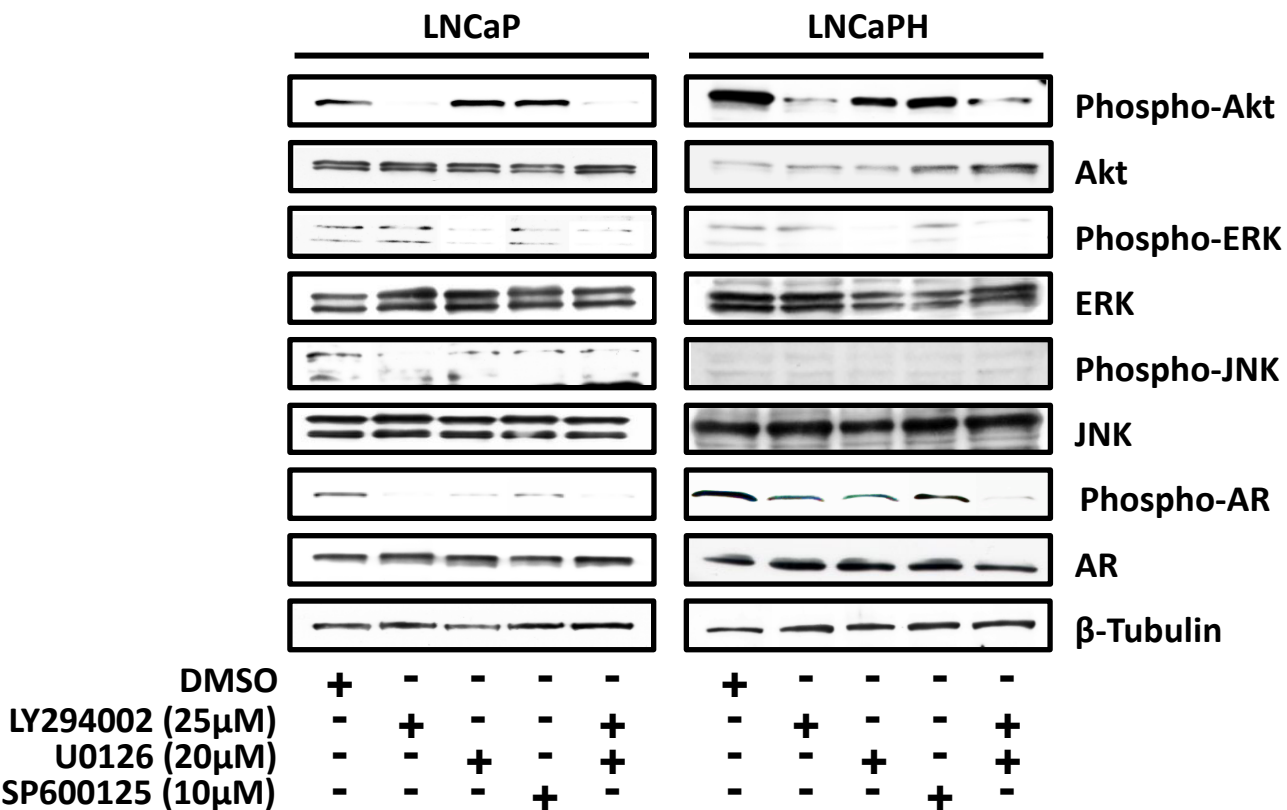 LNCaP LNCaPH
Phospho-Akt
Akt
Phospho-ERK
ERK
Phospho-JNK
JNK
Phospho-AR
AR
β-Tubulin
DMSO + - - - - + - - - -
LY294002 (25μM) - + - - + - + - - +
U0126 (20μM) - - + - + - - + - +
SP600125 (10μM) - - - + - - - - + -